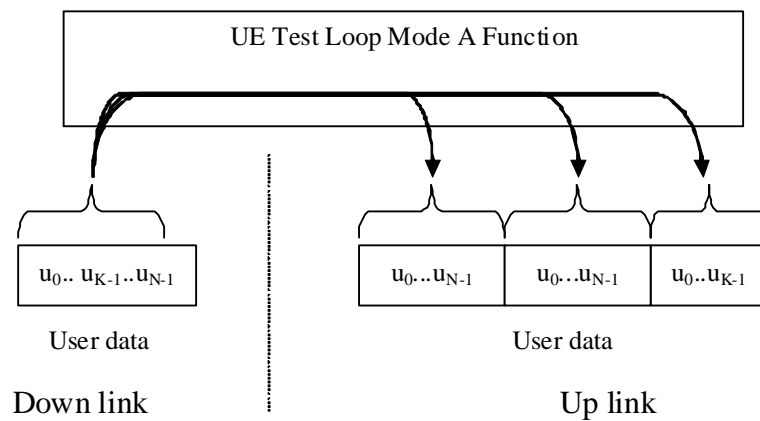 UE Test Loop Mode A Function
u0.. uK-1..uN-1
u0...uN-1
u0...uN-1
u0..uK-1
User data
User data
Down link
Up link